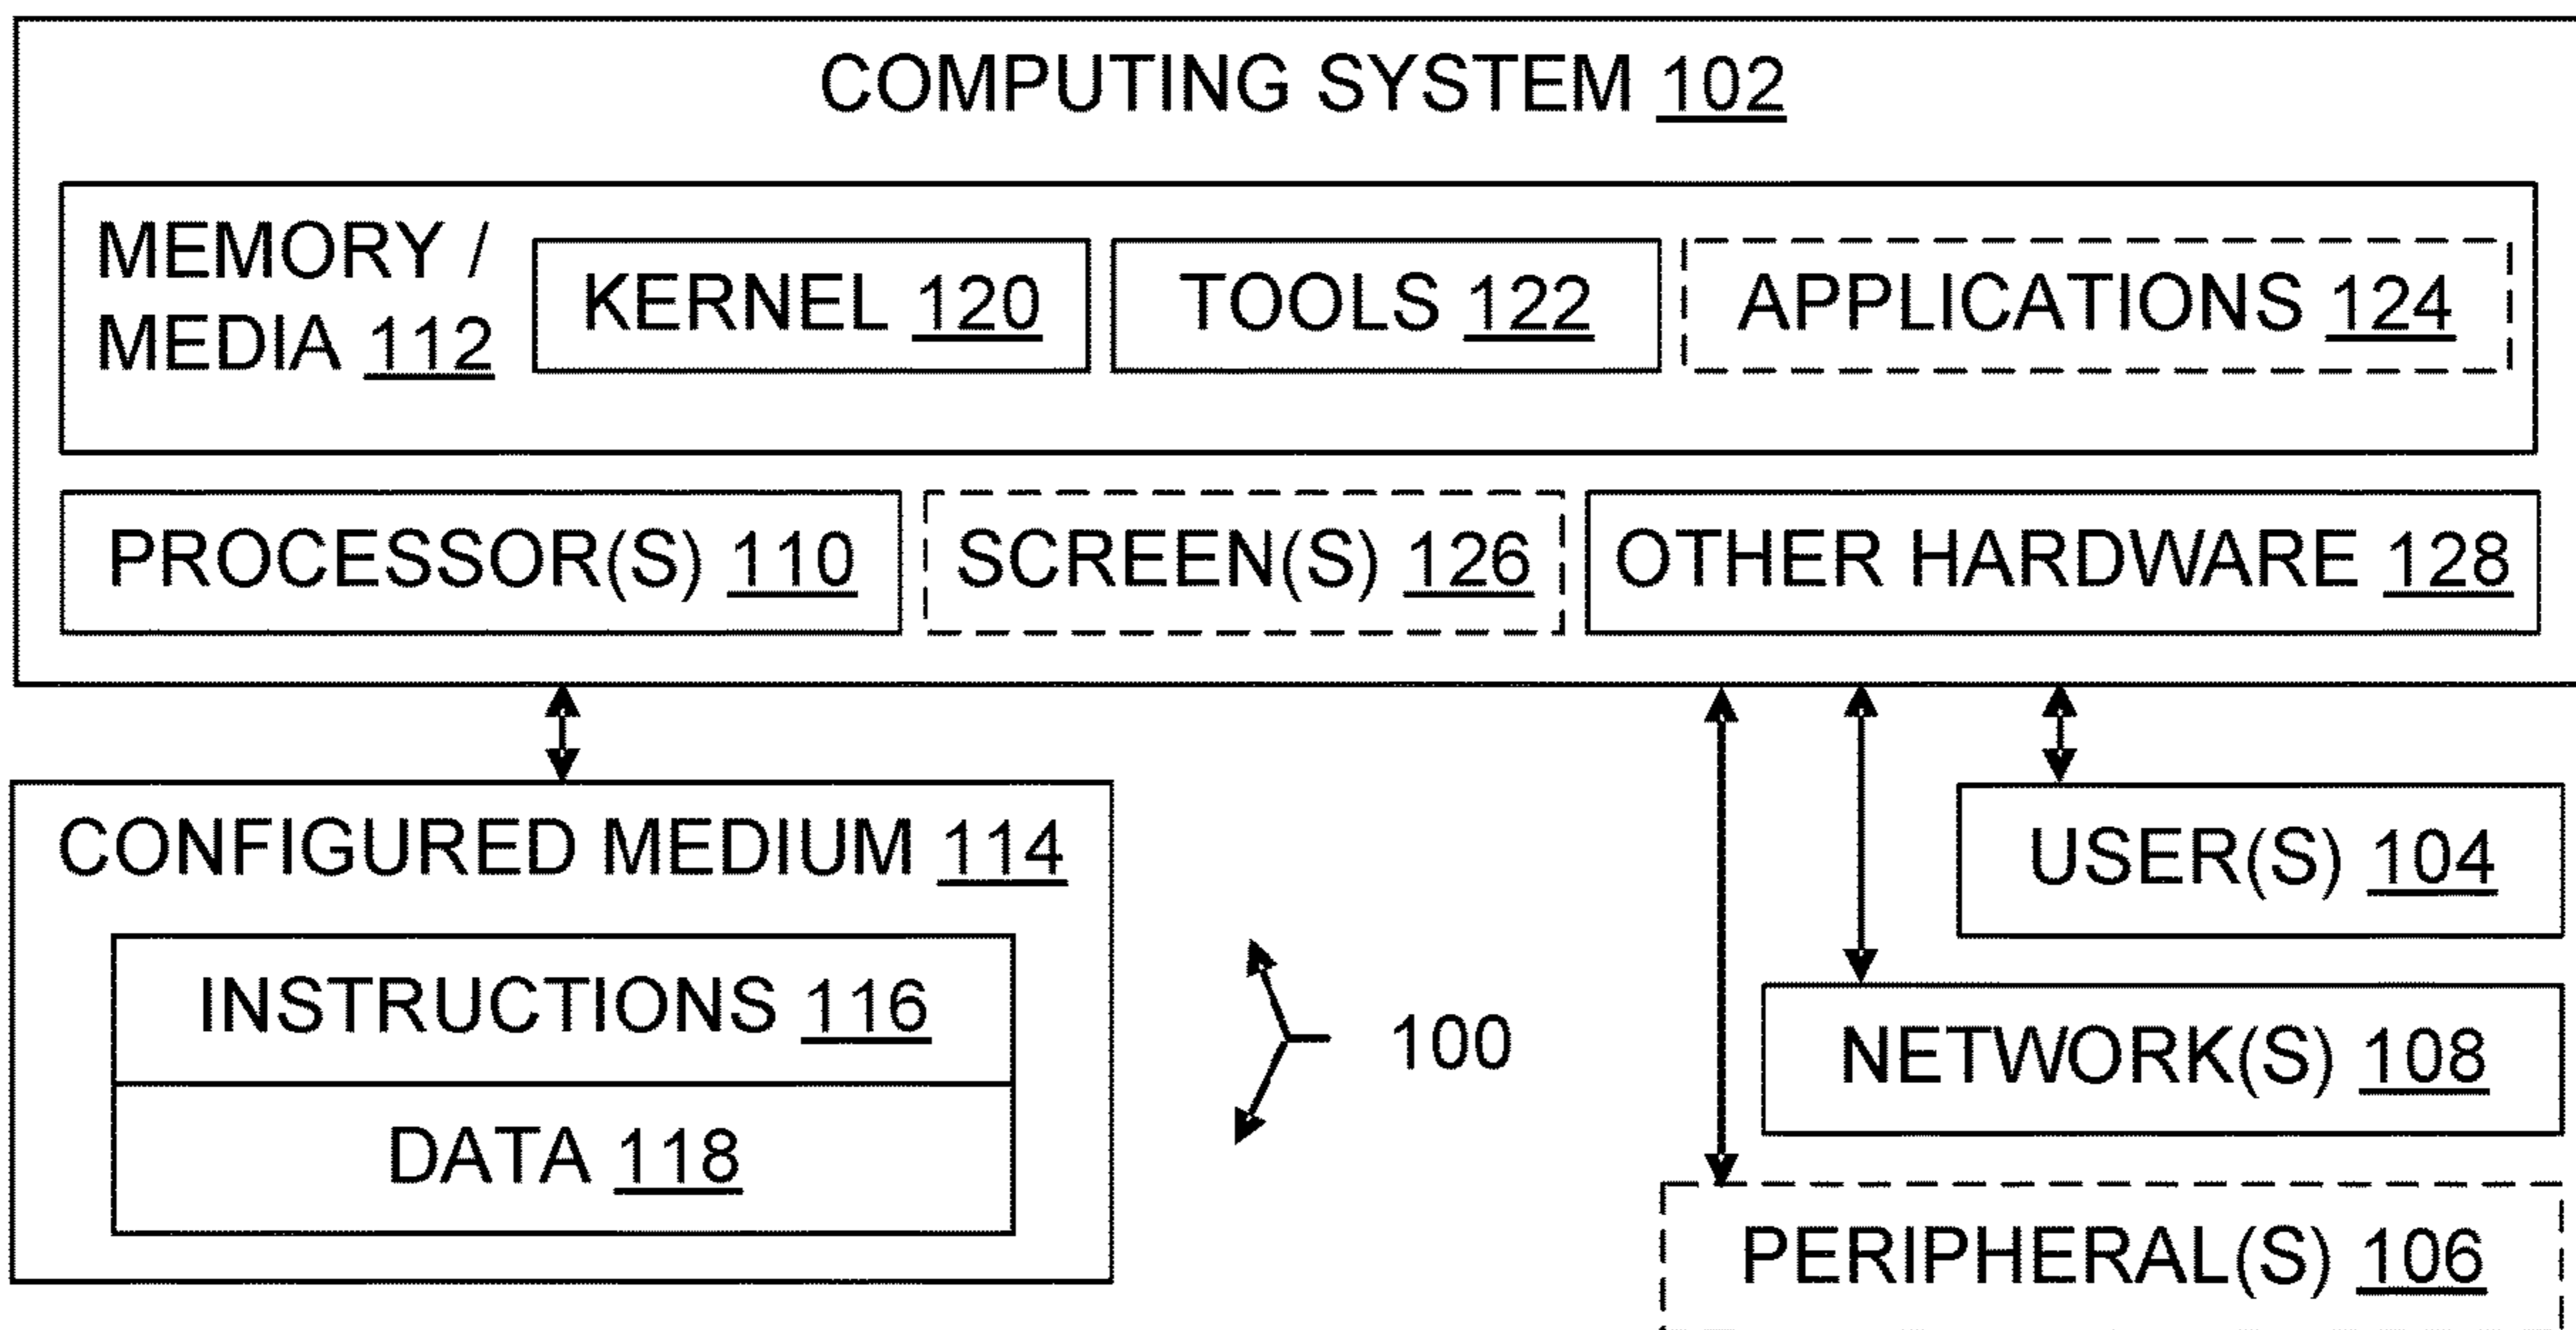 COMPUTING SYSTEM 102
MEMORY /
MEDIA 112
KERNEL 120
TOOLS 122
APPLICATIONS 124
PROCESSOR(S) 110
SCREEN(S) 126
OTHER HARDWARE 128
CONFIGURED MEDIUM 114
INSTRUCTIONS 116
DATA 118
100
USER(S) 104
NETWORK(S) 108
PERIPHERAL(S) 106